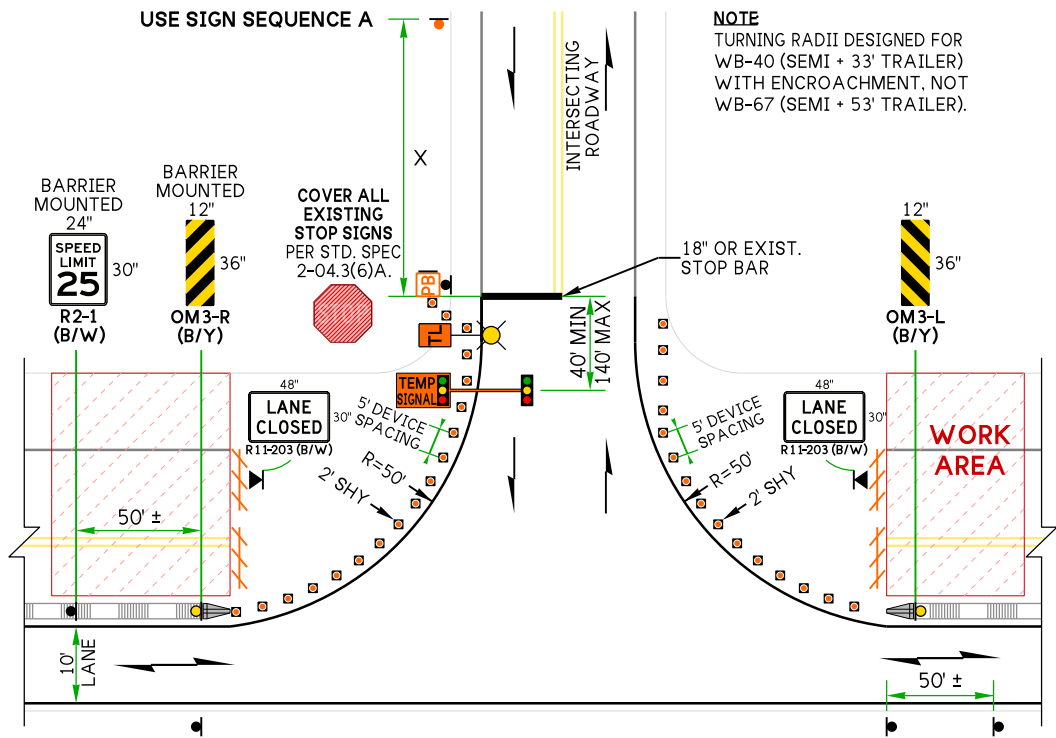 USE SIGN SEQUENCE A
NOTE
TURNING RADII DESIGNED FOR
WB-40 (SEMI + 33' TRAILER)
WITH ENCROACHMENT, NOT
WB-67 (SEMI + 53' TRAILER).
INTERSECTING
ROADWAY
X
BARRIER
MOUNTED
24"
SPEED
LIMIT
25
30"
R2-1
(B/W)
BARRIER
MOUNTED
12"
36"
OM3-R
(B/Y)
COVER ALL
EXISTING
STOP SIGNS
PER STD. SPEC
2-04.3(6)A.
STOP
PB
TL
TEMP
SIGNAL
18" OR EXIST.
STOP BAR
40' MIN
140' MAX
12"
36"
OM3-L
(B/Y)
48"
LANE
CLOSED
30"
R11-203 (B/W)
5' DEVICE
SPACING
R=50'
2' SHY
5' DEVICE
SPACING
R=50'
2' SHY
48"
LANE
CLOSED
30"
R11-203 (B/W)
WORK
AREA
50' ±
10'
LANE
50' ±